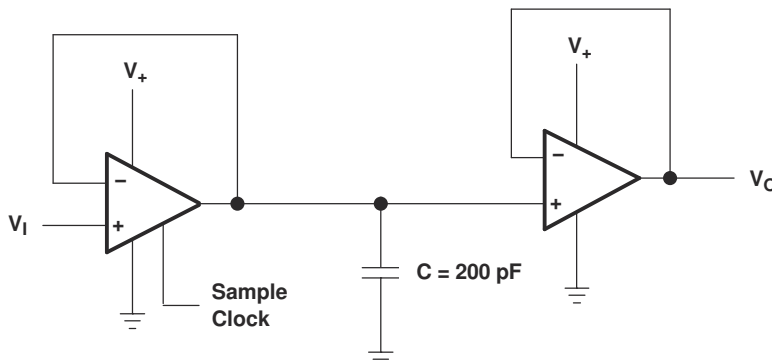 V+
V+
−
+
VI
−
+
VO
C = 200 pF
Sample
Clock